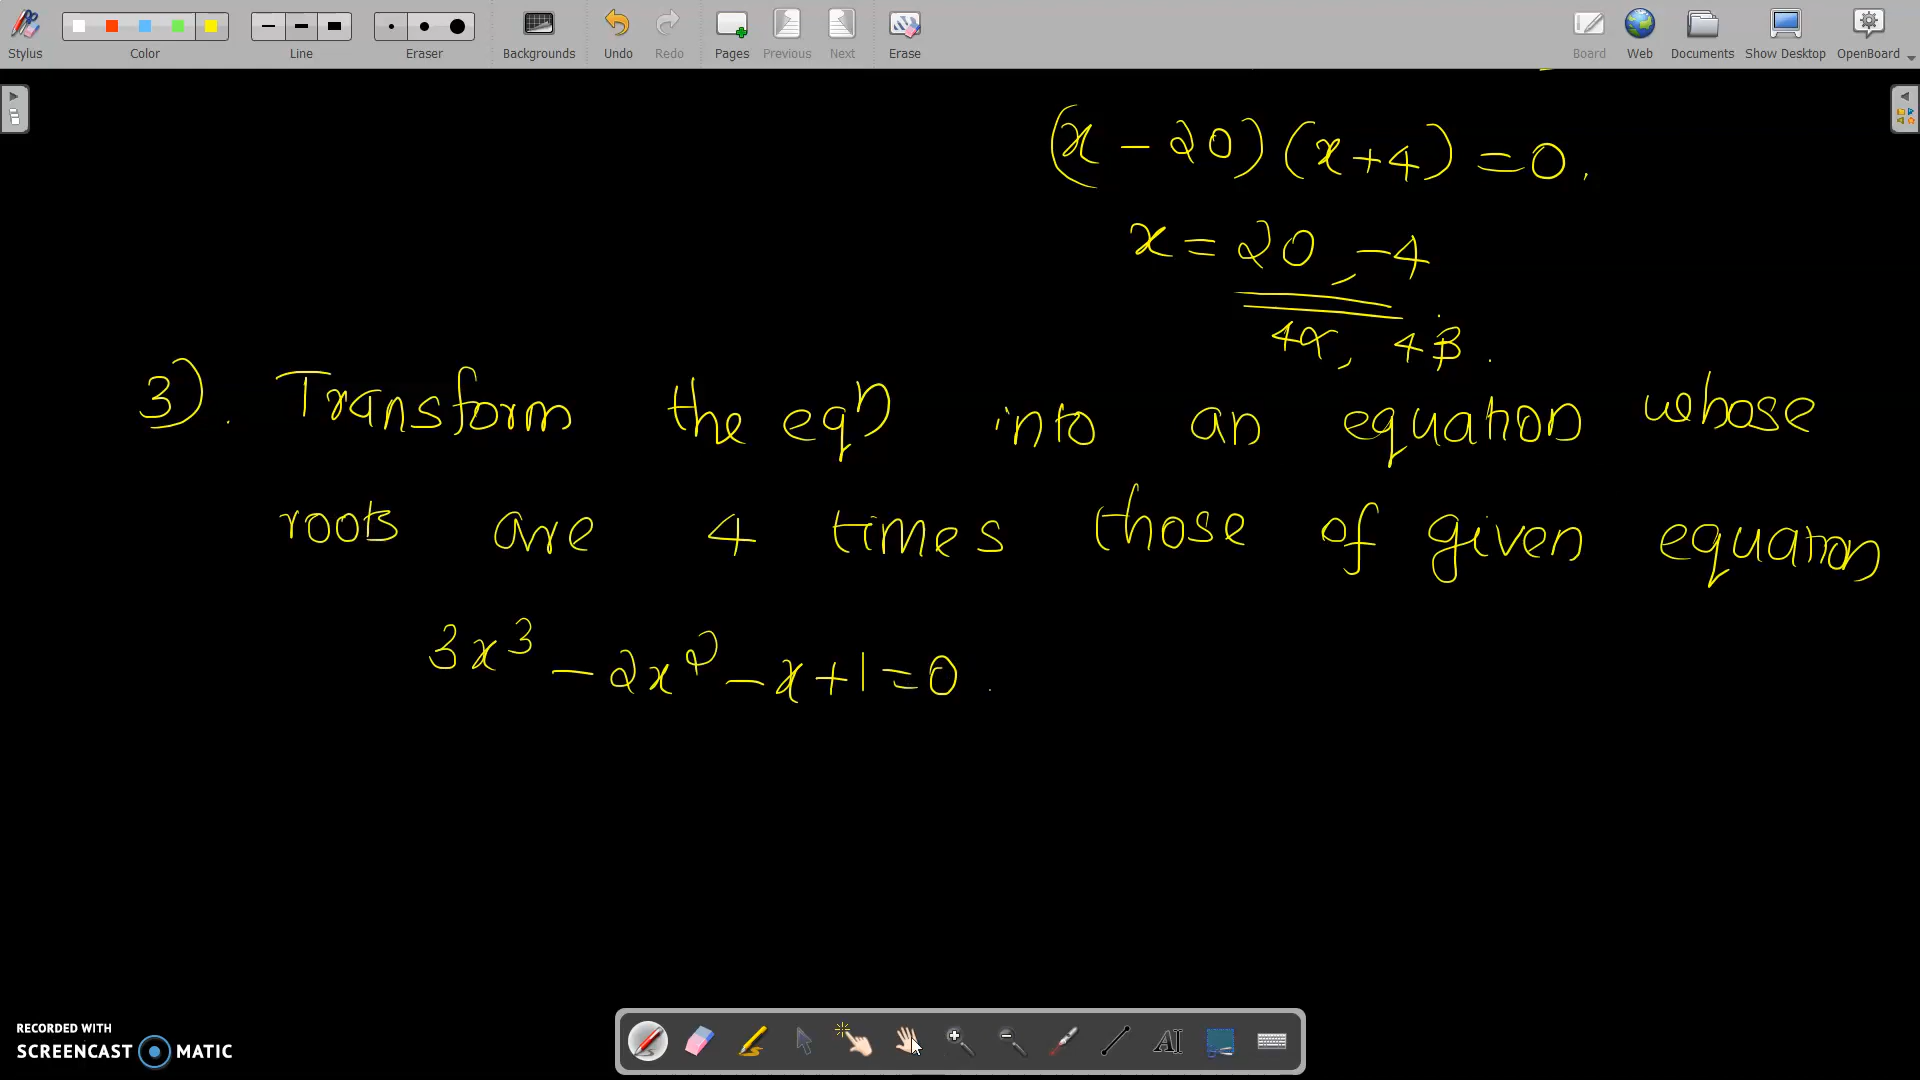 Stylus Color Line Eraser Backgrounds Undo Redo Pages Previous Next Erase Board Web Documents Show Desktop OpenBoard
(x - 20) (x + 4) = 0.
x = 20, -4
4α, 4β.
3). Transform the eqⁿ into an equation whose
roots are 4 times those of given equation
3x³ - 2x² - x + 1 = 0.
RECORDED WITH
SCREENCAST MATIC